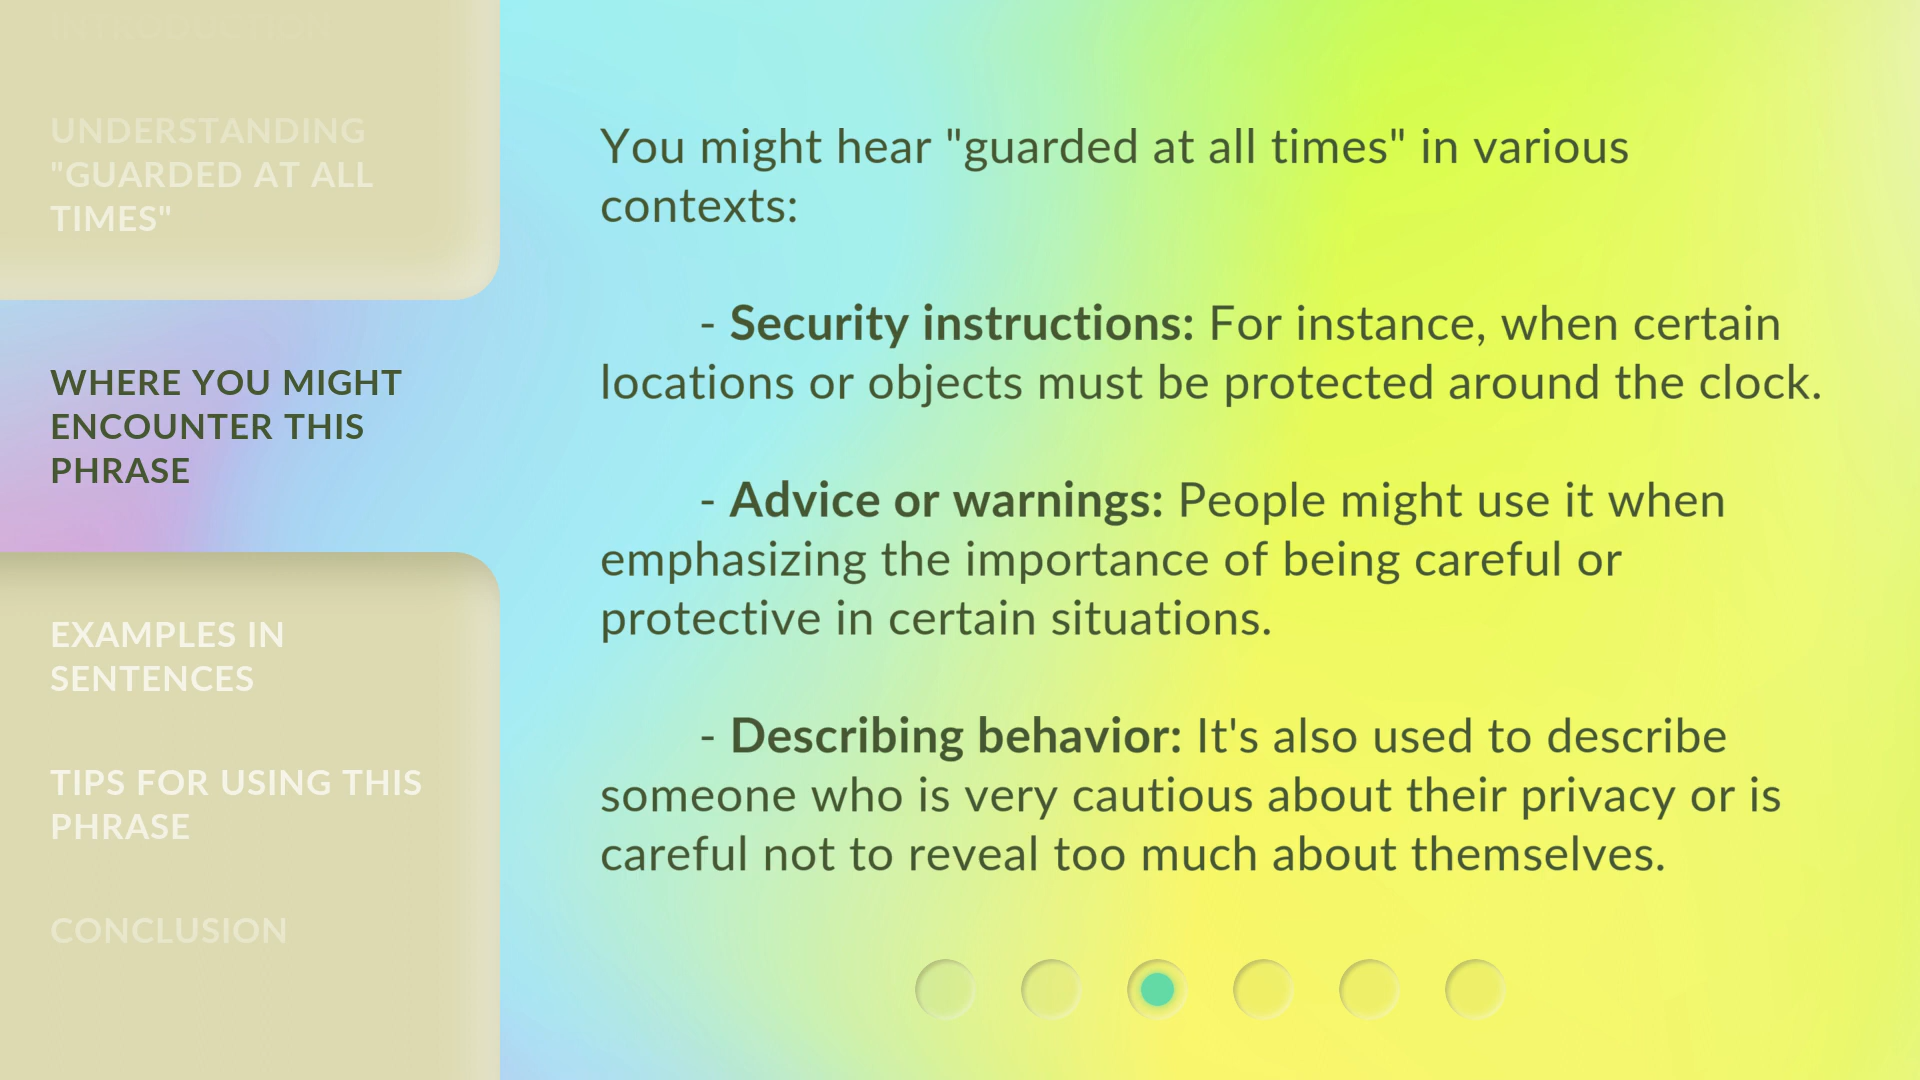 INTRODUCTION
UNDERSTANDING
"GUARDED AT ALL
TIMES"
WHERE YOU MIGHT
ENCOUNTER THIS
PHRASE
EXAMPLES IN
SENTENCES
TIPS FOR USING THIS
PHRASE
CONCLUSION
You might hear "guarded at all times" in various
contexts:
- Security instructions: For instance, when certain
locations or objects must be protected around the clock.
- Advice or warnings: People might use it when
emphasizing the importance of being careful or
protective in certain situations.
- Describing behavior: It's also used to describe
someone who is very cautious about their privacy or is
careful not to reveal too much about themselves.